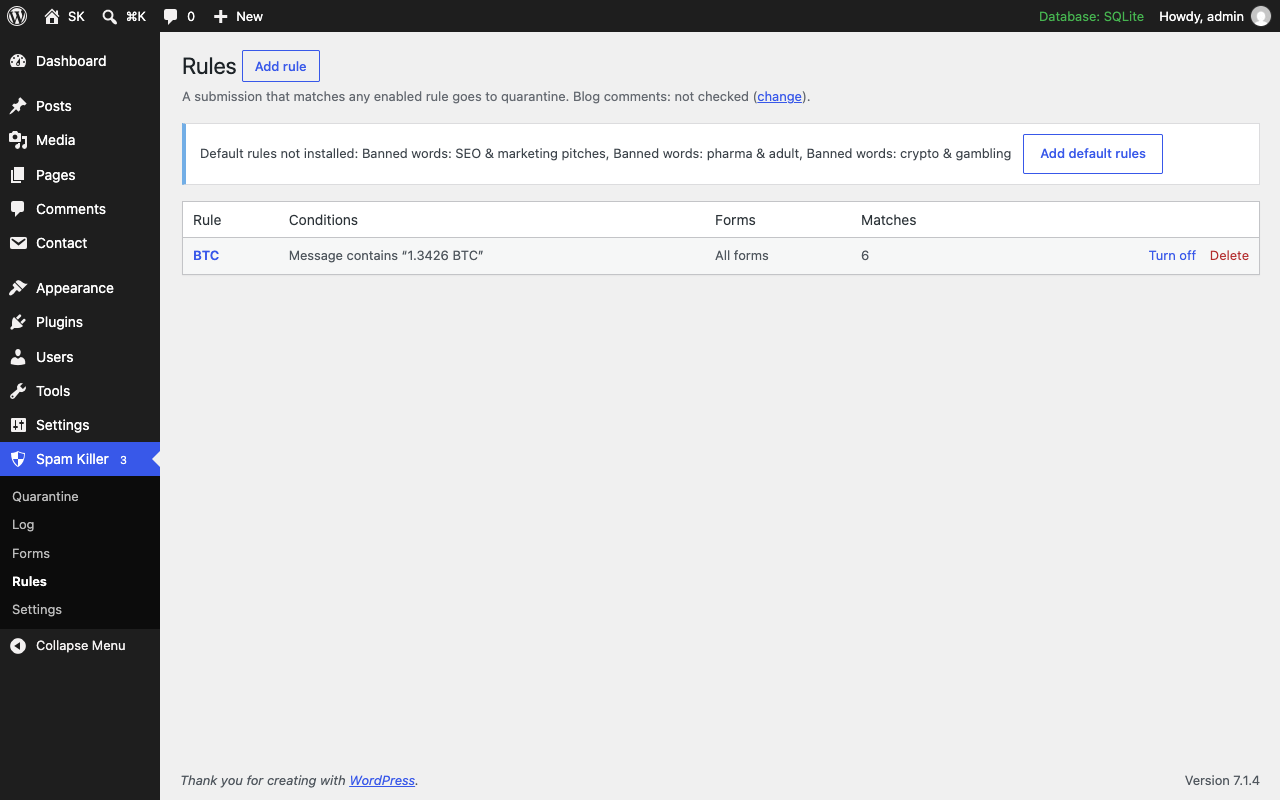 SK ⌘K 0 New Database: SQLite Howdy, admin
Dashboard
Posts
Media
Pages
Comments
Contact
Appearance
Plugins
Users
Tools
Settings
Spam Killer 3
Quarantine
Log
Forms
Rules
Settings
Collapse Menu
Rules Add rule
A submission that matches any enabled rule goes to quarantine. Blog comments: not checked (change).
Default rules not installed: Banned words: SEO & marketing pitches, Banned words: pharma & adult, Banned words: crypto & gambling Add default rules
Rule Conditions Forms Matches
BTC Message contains “1.3426 BTC” All forms 6 Turn off Delete
Thank you for creating with WordPress. Version 7.1.4